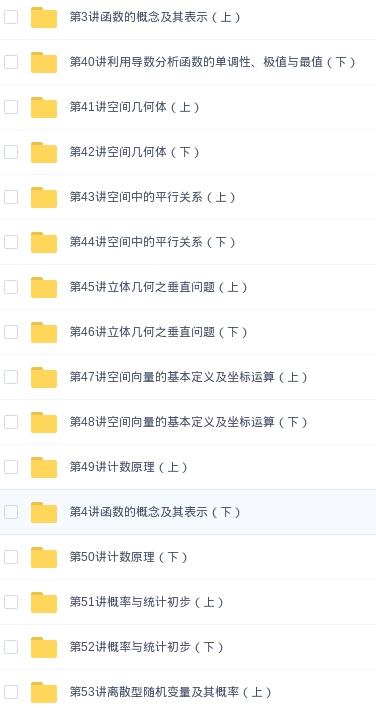 第3讲函数的概念及其表示（上）
第40讲利用导数分析函数的单调性、极值与最值（下）
第41讲空间几何体（上）
第42讲空间几何体（下）
第43讲空间中的平行关系（上）
第44讲空间中的平行关系（下）
第45讲立体几何之垂直问题（上）
第46讲立体几何之垂直问题（下）
第47讲空间向量的基本定义及坐标运算（上）
第48讲空间向量的基本定义及坐标运算（下）
第49讲计数原理（上）
第4讲函数的概念及其表示（下）
第50讲计数原理（下）
第51讲概率与统计初步（上）
第52讲概率与统计初步（下）
第53讲离散型随机变量及其概率（上）